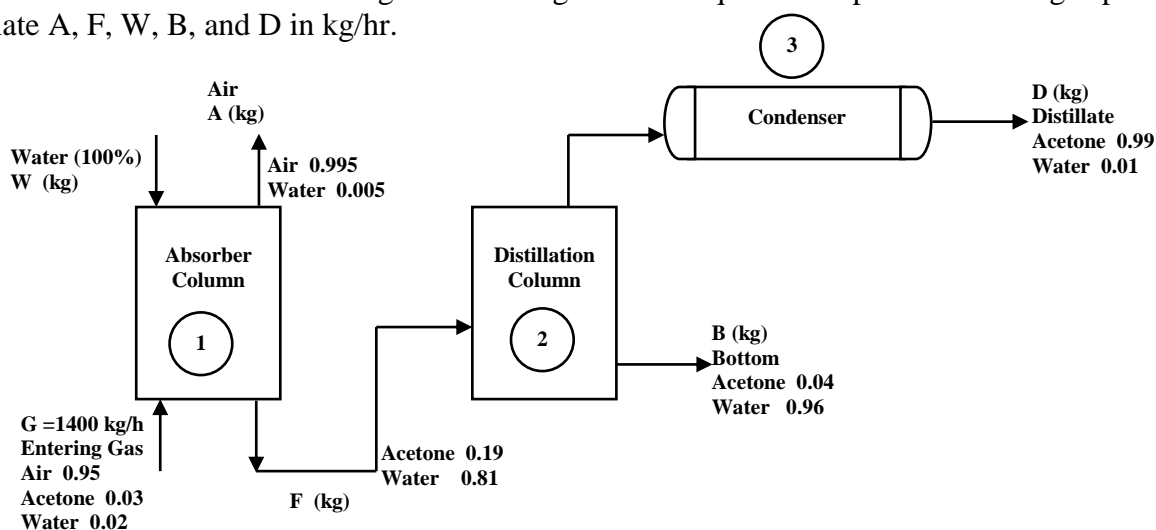 late A, F, W, B, and D in kg/hr.
3
Air
A (kg)
Water (100%)
W (kg)
Air 0.995
Water 0.005
Condenser
D (kg)
Distillate
Acetone 0.99
Water 0.01
Absorber
Column
1
Distillation
Column
2
B (kg)
Bottom
Acetone 0.04
Water 0.96
G =1400 kg/h
Entering Gas
Air 0.95
Acetone 0.03
Water 0.02
F (kg)
Acetone 0.19
Water 0.81